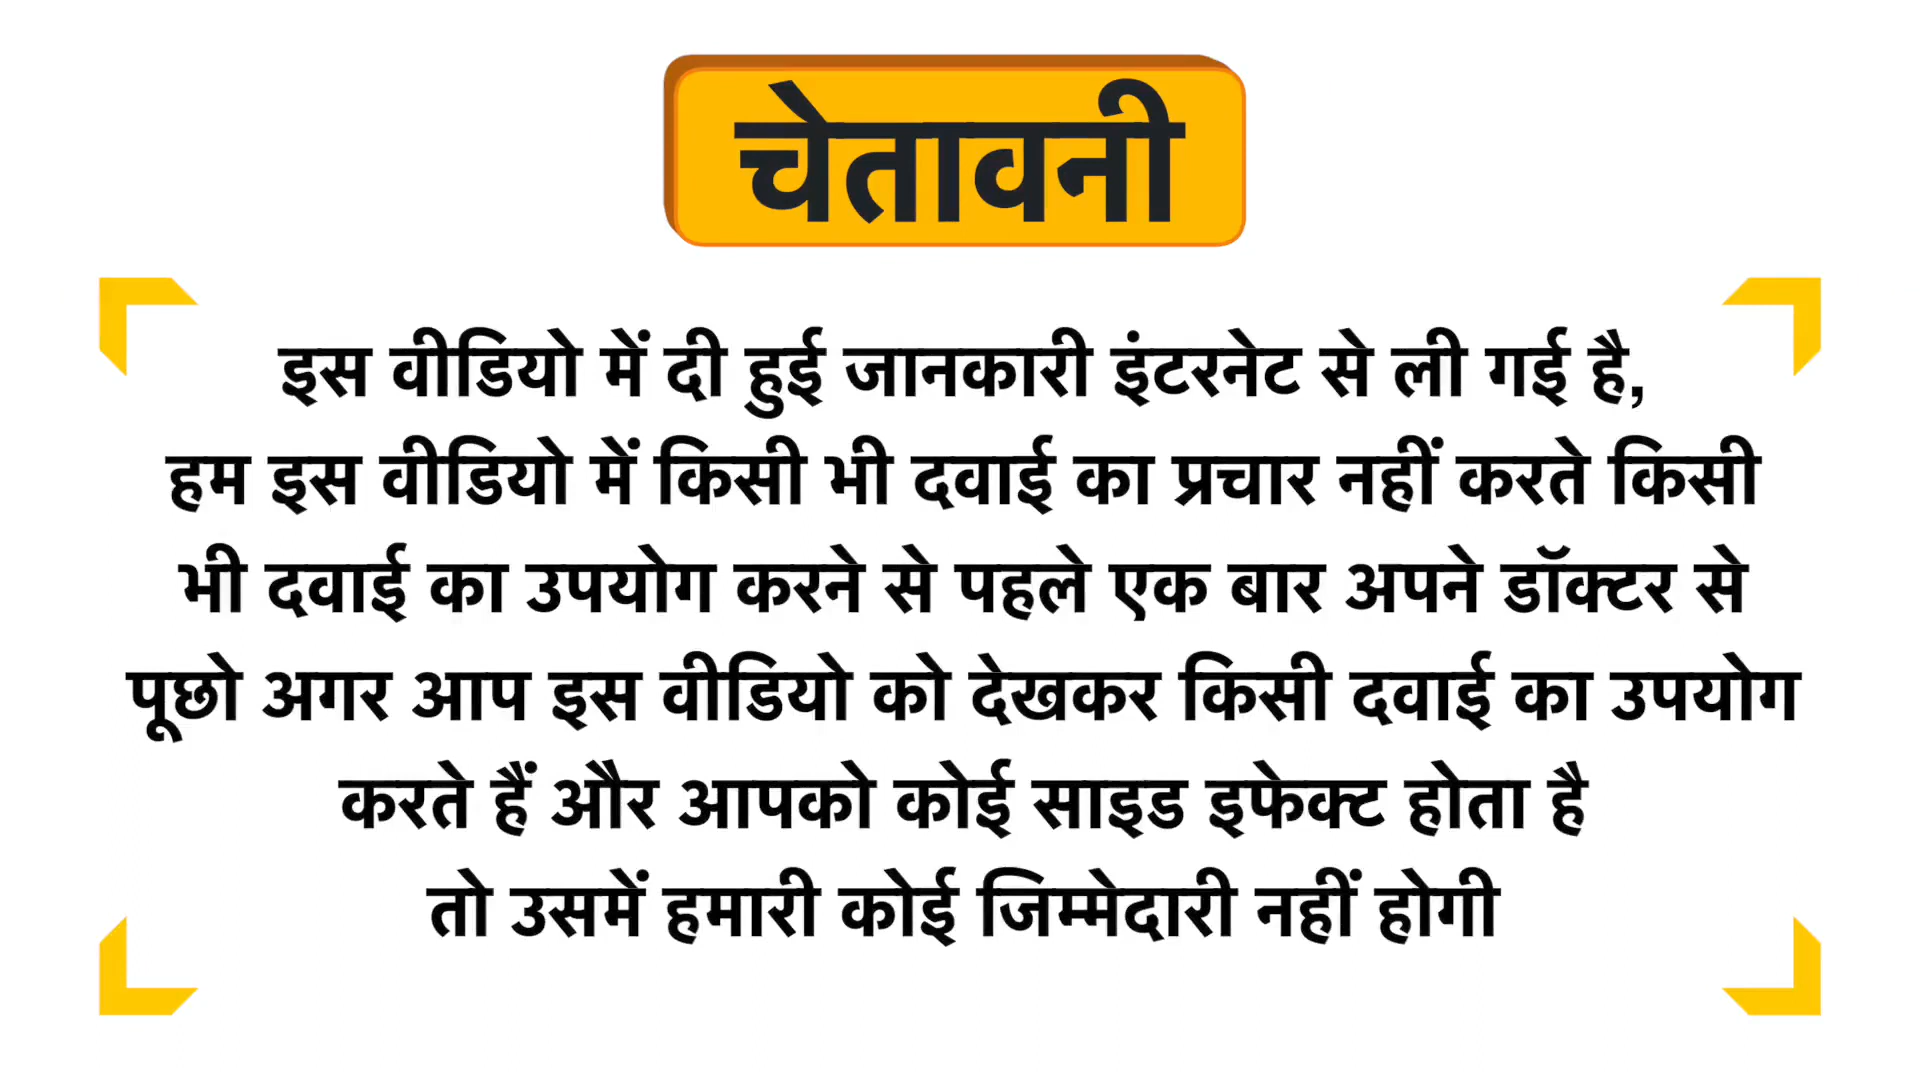 चेतावनी
इस वीडियो में दी हुई जानकारी इंटरनेट से ली गई है,
हम इस वीडियो में किसी भी दवाई का प्रचार नहीं करते किसी
भी दवाई का उपयोग करने से पहले एक बार अपने डॉक्टर से
पूछो अगर आप इस वीडियो को देखकर किसी दवाई का उपयोग
करते हैं और आपको कोई साइड इफेक्ट होता है
तो उसमें हमारी कोई जिम्मेदारी नहीं होगी